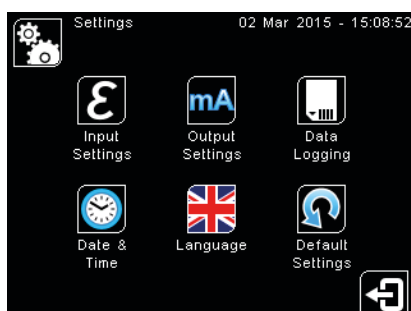 Settings
02 Mar 2015 - 15:08:52
ε
mA
Input
Settings
Output
Settings
Data
Logging
Date &
Time
Language
Default
Settings